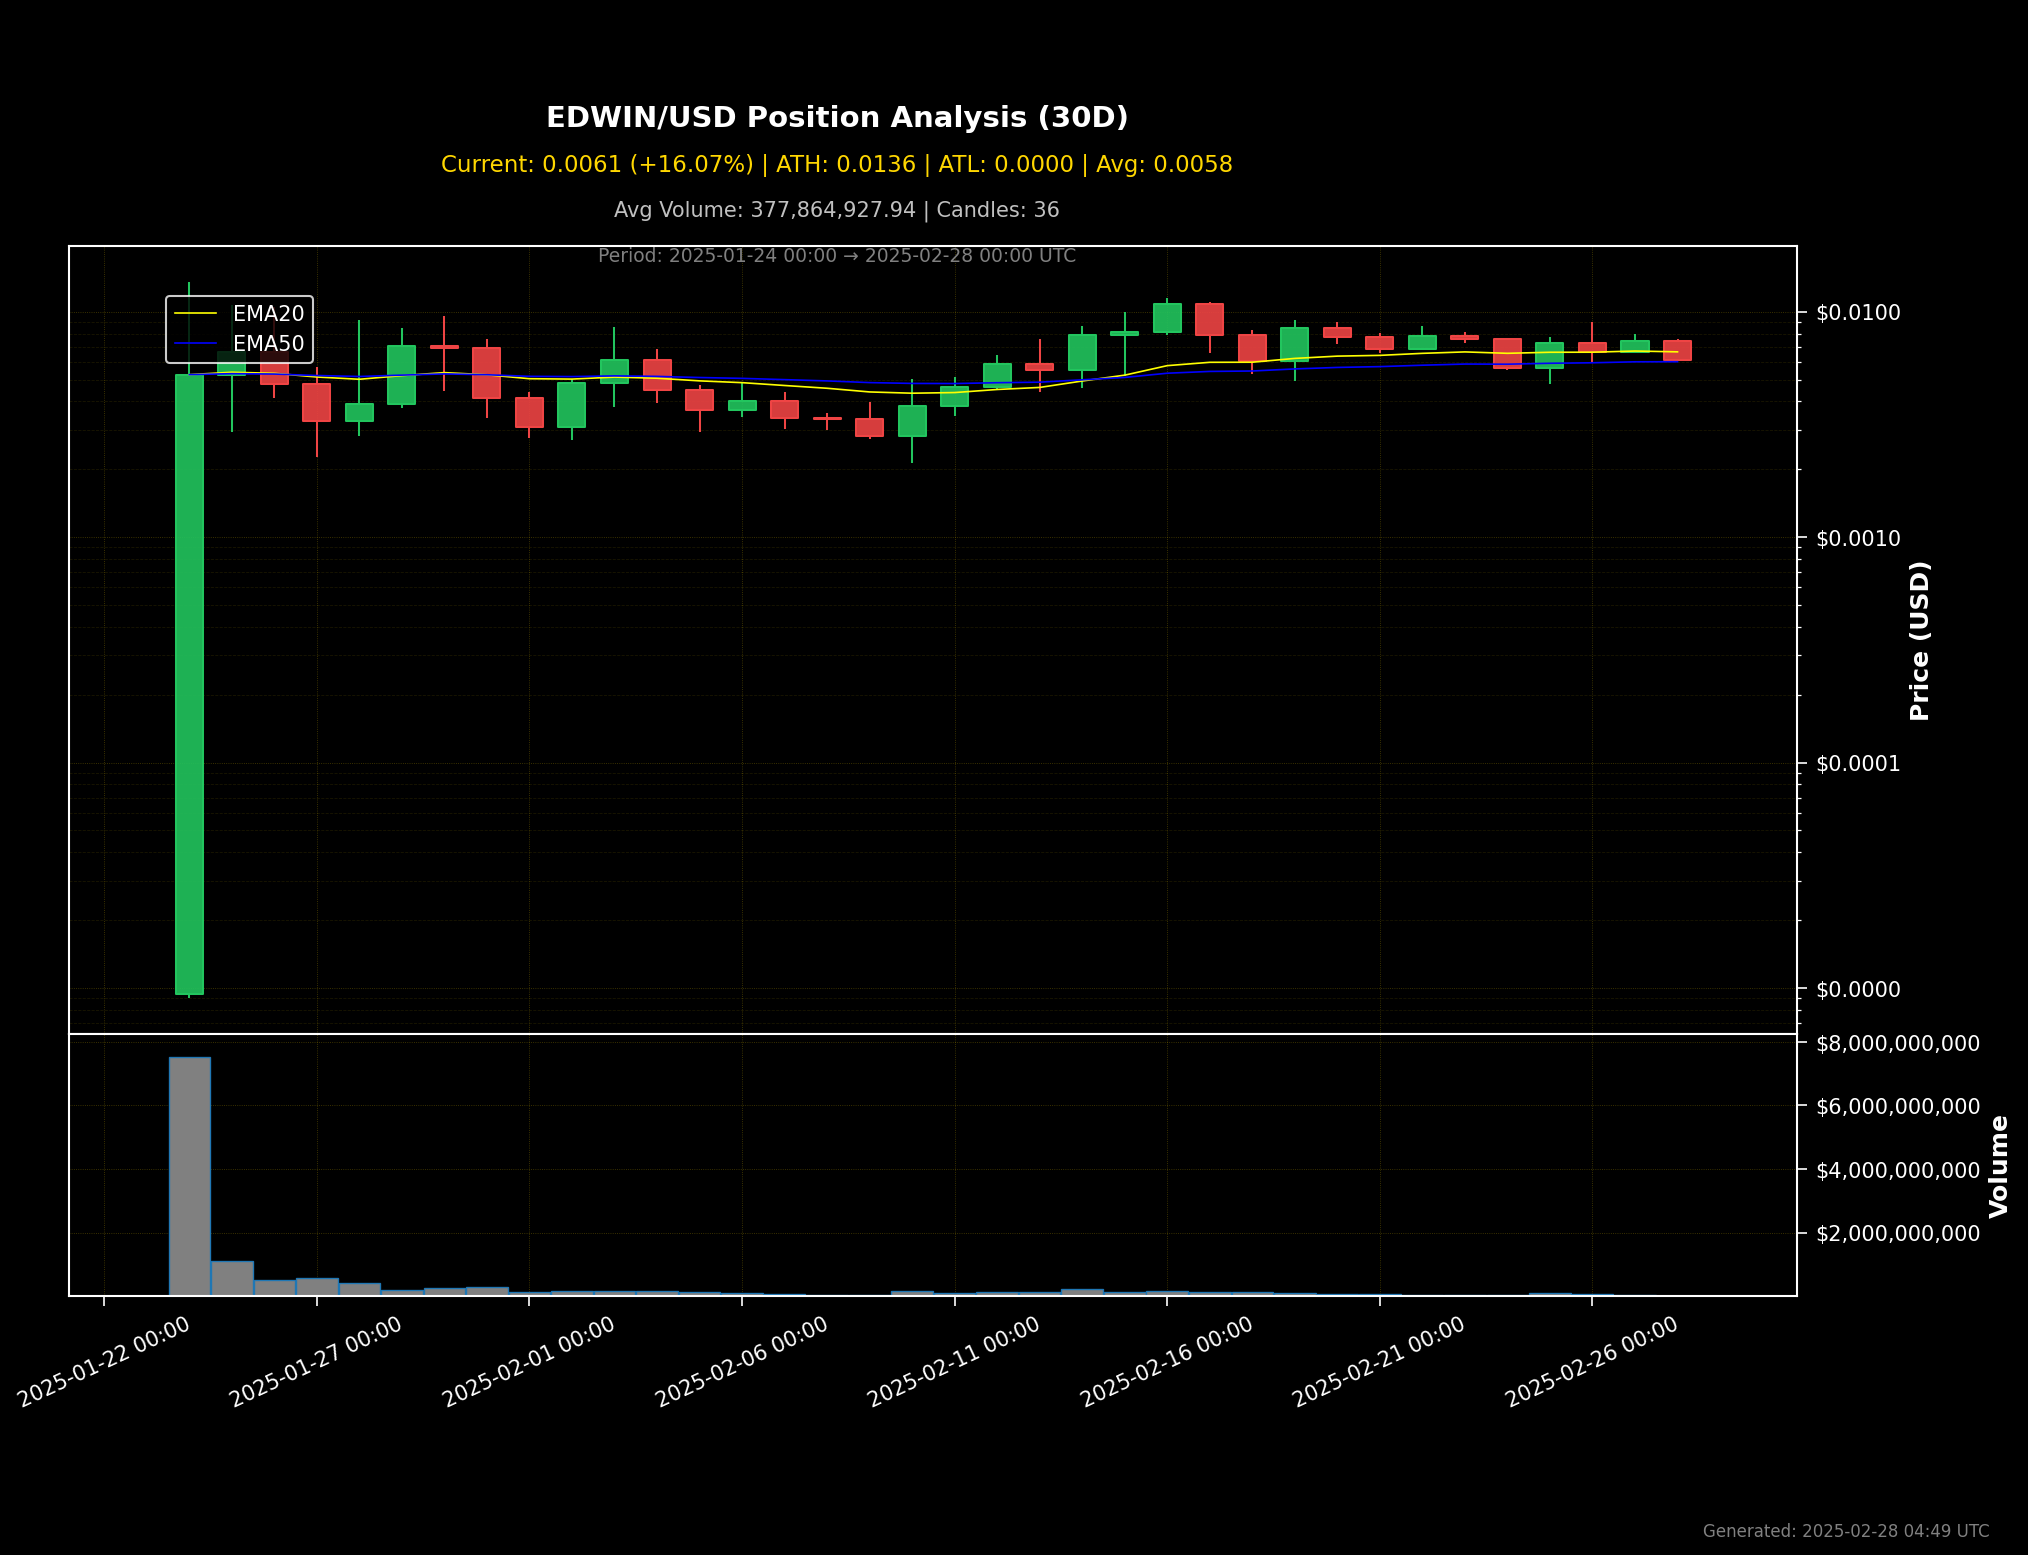 EDWIN/USD Position Analysis (30D)
Current: 0.0061 (+16.07%) | ATH: 0.0136 | ATL: 0.0000 | Avg: 0.0058
Avg Volume: 377,864,927.94 | Candles: 36
Period: 2025-01-24 00:00 → 2025-02-28 00:00 UTC
EMA20
EMA50
$0.0100
$0.0010
$0.0001
$0.0000
Price (USD)
$8,000,000,000
$6,000,000,000
$4,000,000,000
$2,000,000,000
Volume
2025-01-22 00:00
2025-01-27 00:00
2025-02-01 00:00
2025-02-06 00:00
2025-02-11 00:00
2025-02-16 00:00
2025-02-21 00:00
2025-02-26 00:00
Generated: 2025-02-28 04:49 UTC